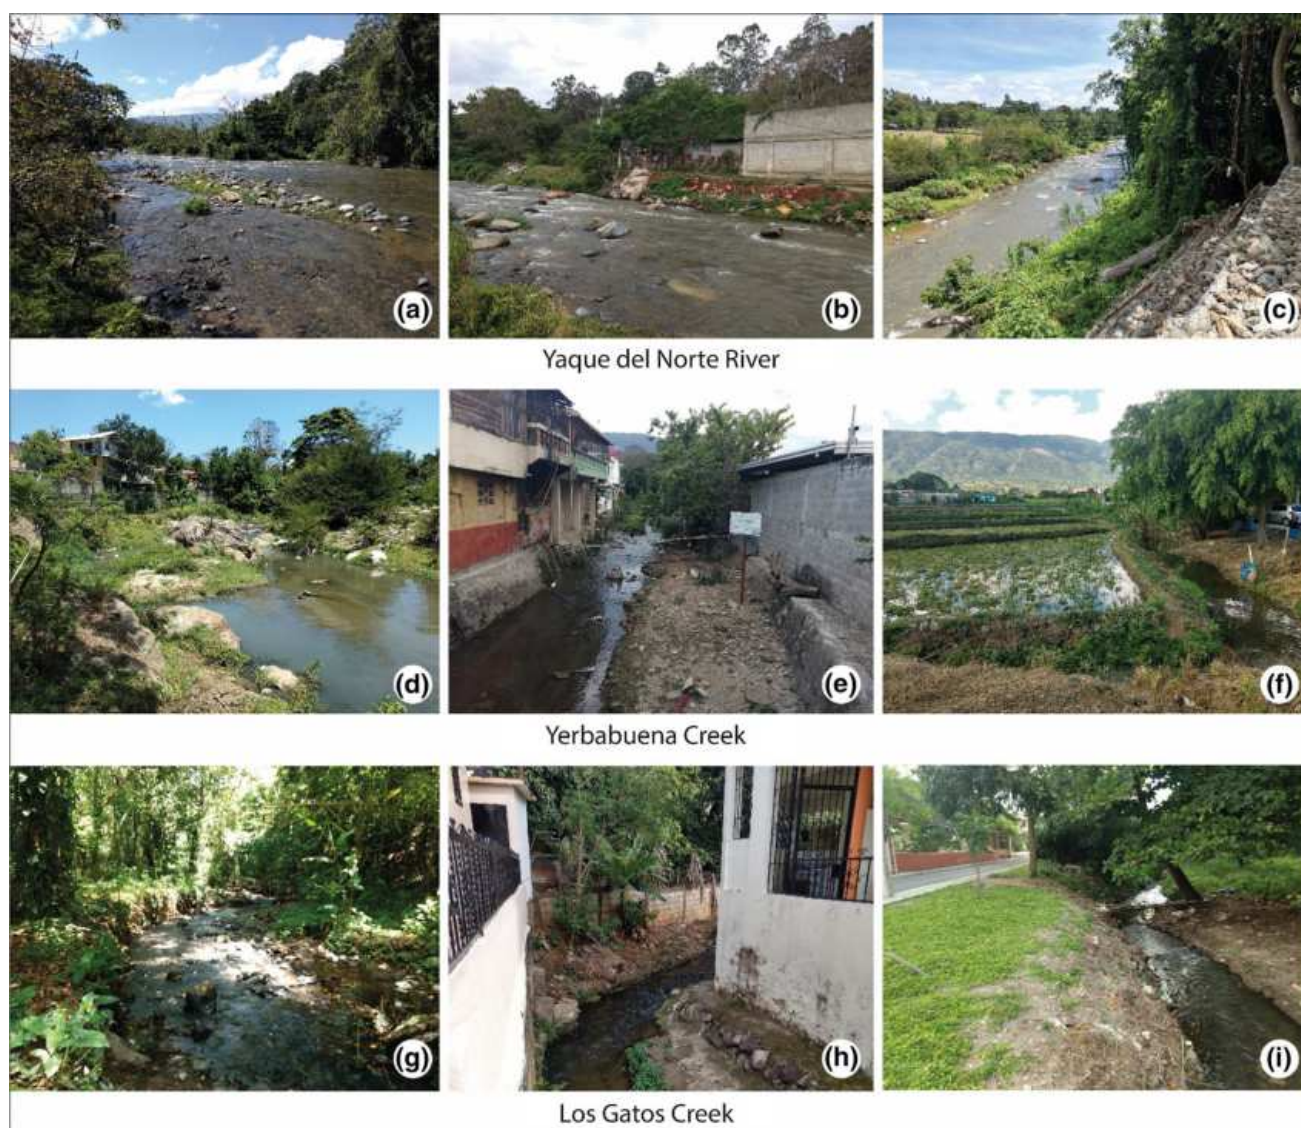 (a)
(b)
(c)
Yaque del Norte River
(d)
(e)
(f)
Yerbabuena Creek
(g)
(h)
(i)
Los Gatos Creek